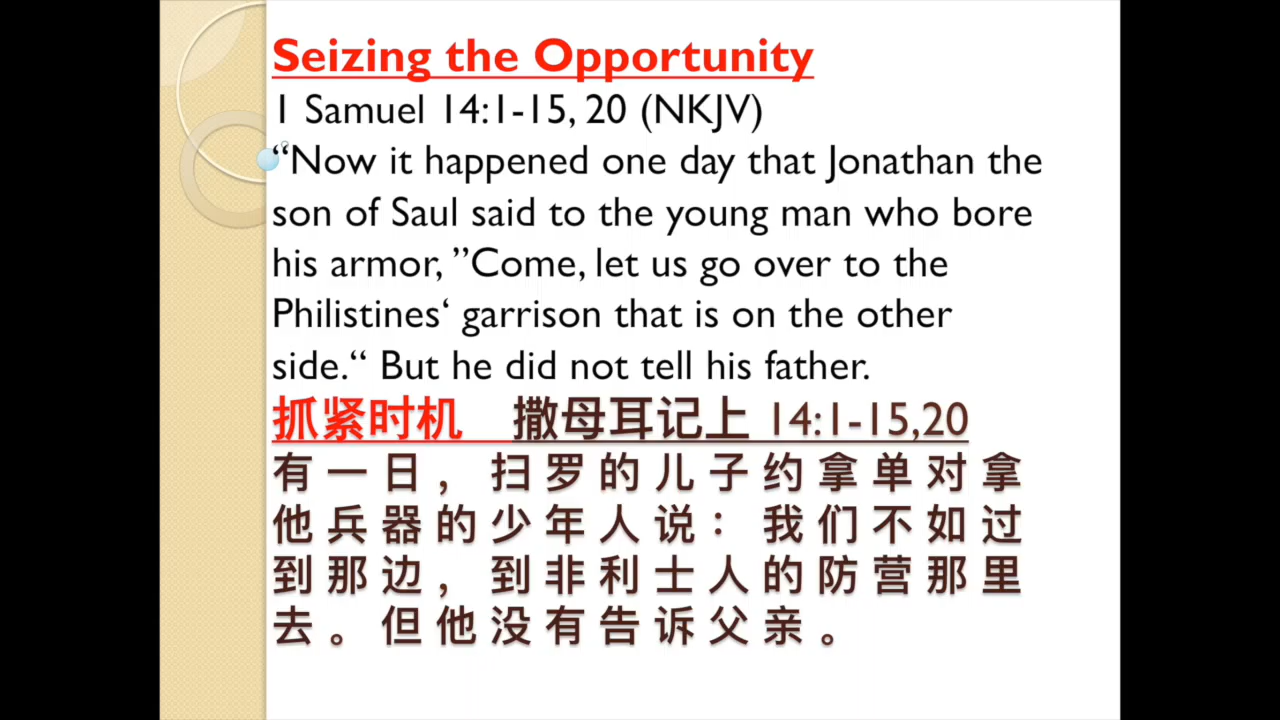 Seizing the Opportunity
1 Samuel 14:1-15, 20 (NKJV)
“Now it happened one day that Jonathan the
son of Saul said to the young man who bore
his armor, ”Come, let us go over to the
Philistines‘ garrison that is on the other
side.“ But he did not tell his father.
抓紧时机 撒母耳记上 14:1-15,20
有一日，扫罗的儿子约拿单对拿
他兵器的少年人说：我们不如过
到那边，到非利士人的防营那里
去。但他没有告诉父亲。